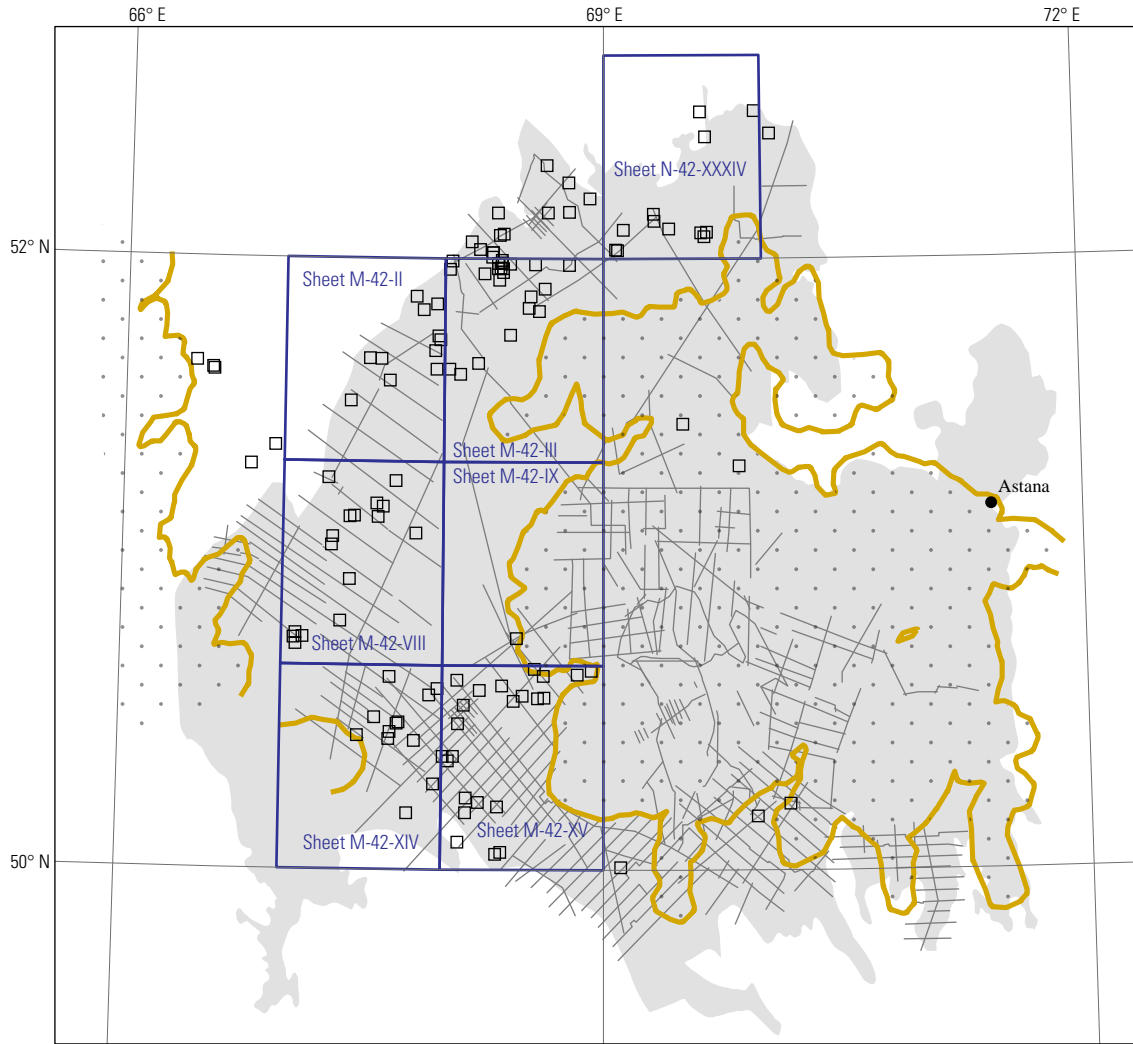 66° E
69° E
72° E
Sheet N-42-XXXIV
52° N
Sheet M-42-II
Sheet M-42-III
Sheet M-42-IX
Astana
Sheet M-42-VIII
Sheet M-42-XV
Sheet M-42-XIV
50° N